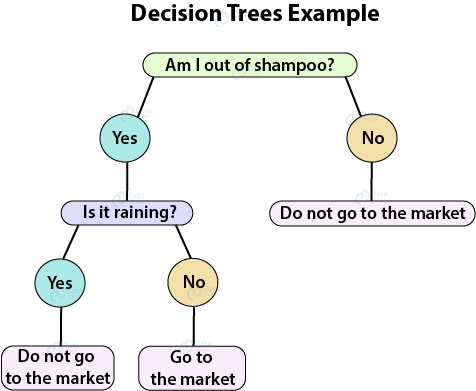 Decision Trees Example
Am I out of shampoo?
Yes
No
Is it raining?
Do not go to the market
Yes
No
Do not go
to the market
Go to
the market